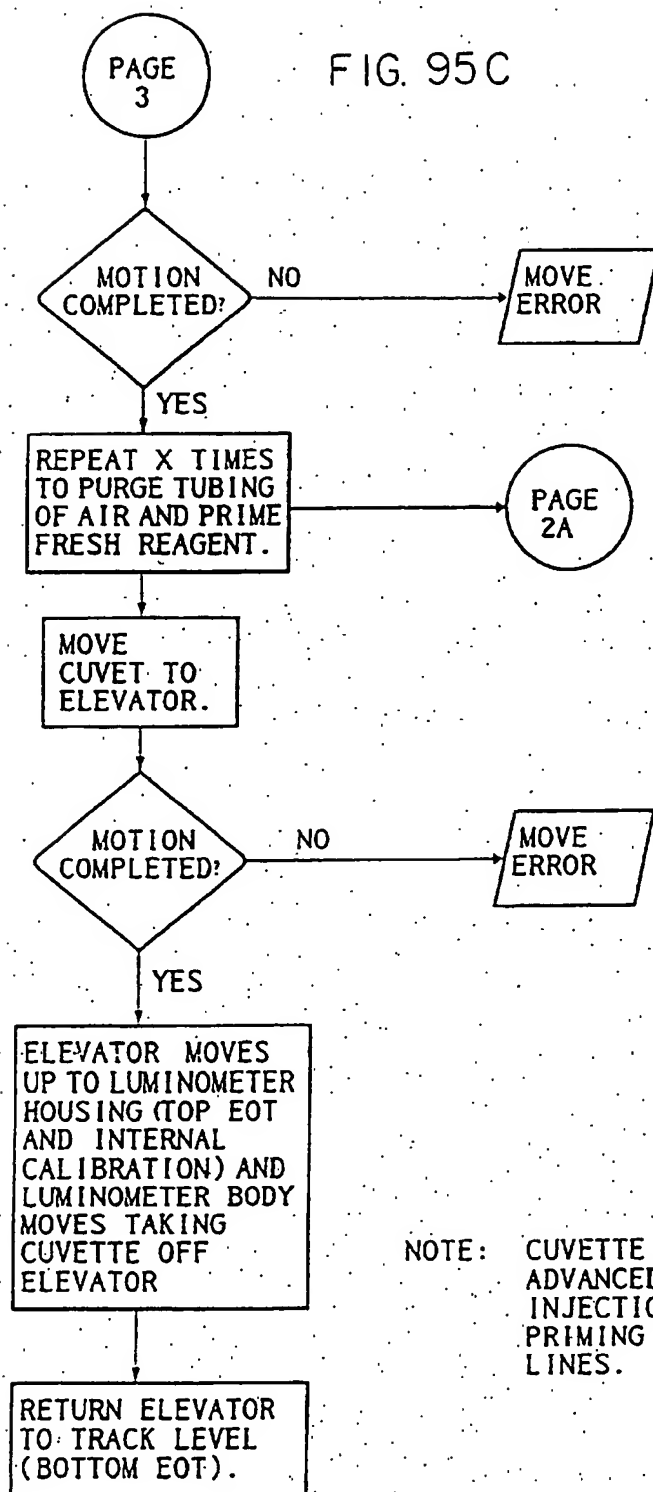 FIG. 95C
PAGE
3
MOTION
COMPLETED?
NO
MOVE
ERROR
YES
REPEAT X TIMES
TO PURGE TUBING
OF AIR AND PRIME
FRESH REAGENT.
PAGE
2A
MOVE
CUVET TO
ELEVATOR.
MOTION
COMPLETED?
NO
MOVE
ERROR
YES
ELEVATOR MOVES
UP TO LUMINOMETER
HOUSING (TOP EOT
AND INTERNAL
CALIBRATION) AND
LUMINOMETER BODY
MOVES TAKING
CUVETTE OFF
ELEVATOR
NOTE: CUVETTE
ADVANCED
INJECTIO
PRIMING
LINES.
RETURN ELEVATOR
TO TRACK LEVEL
(BOTTOM EOT).